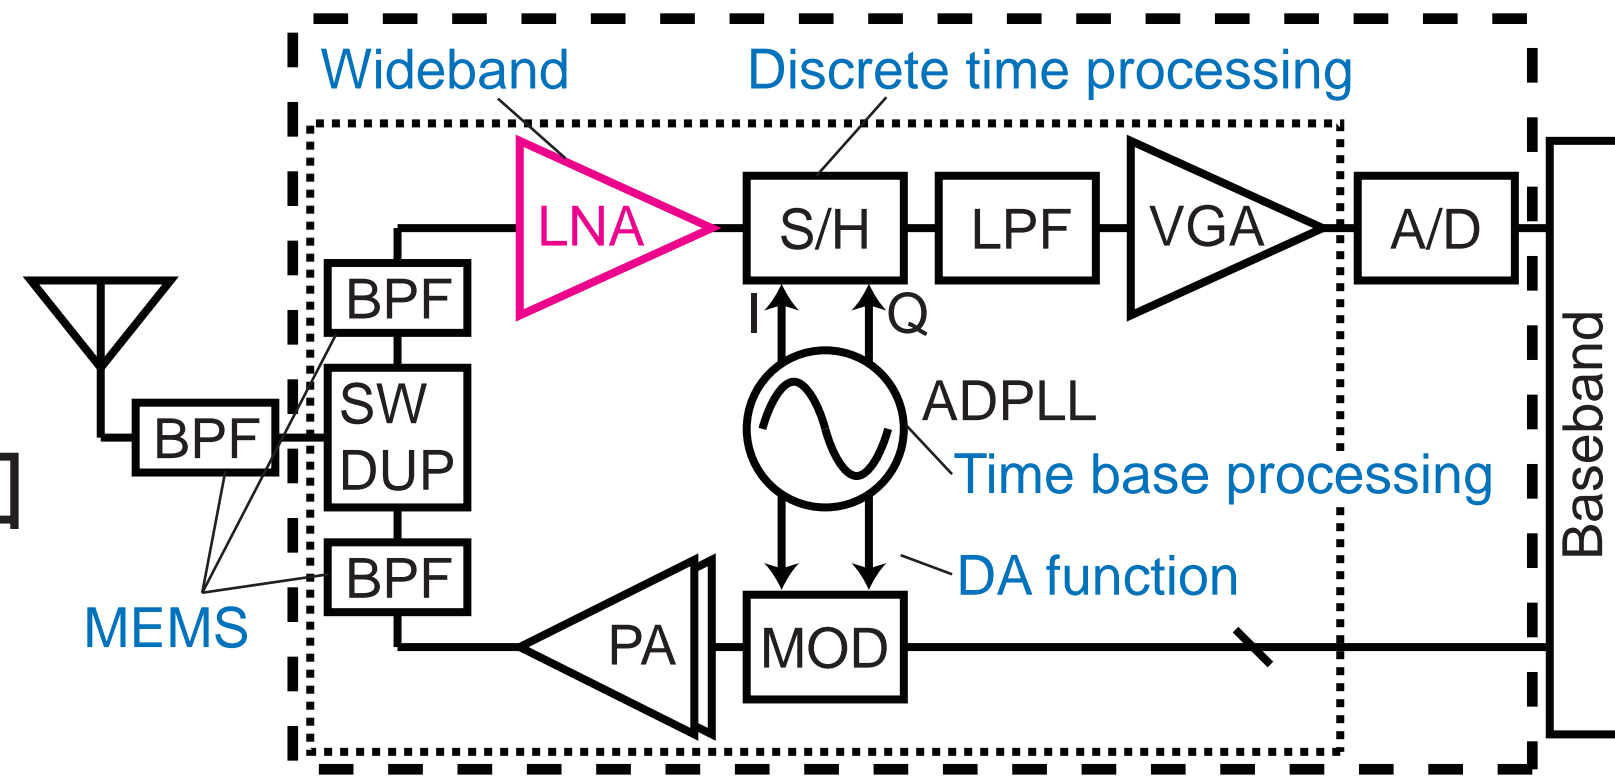 Wideband
Discrete time processing
LNA
S/H
LPF
VGA
A/D
BPF
I
Q
SW
DUP
ADPLL
BPF
Time base processing
Baseband
BPF
DA function
MEMS
PA
MOD